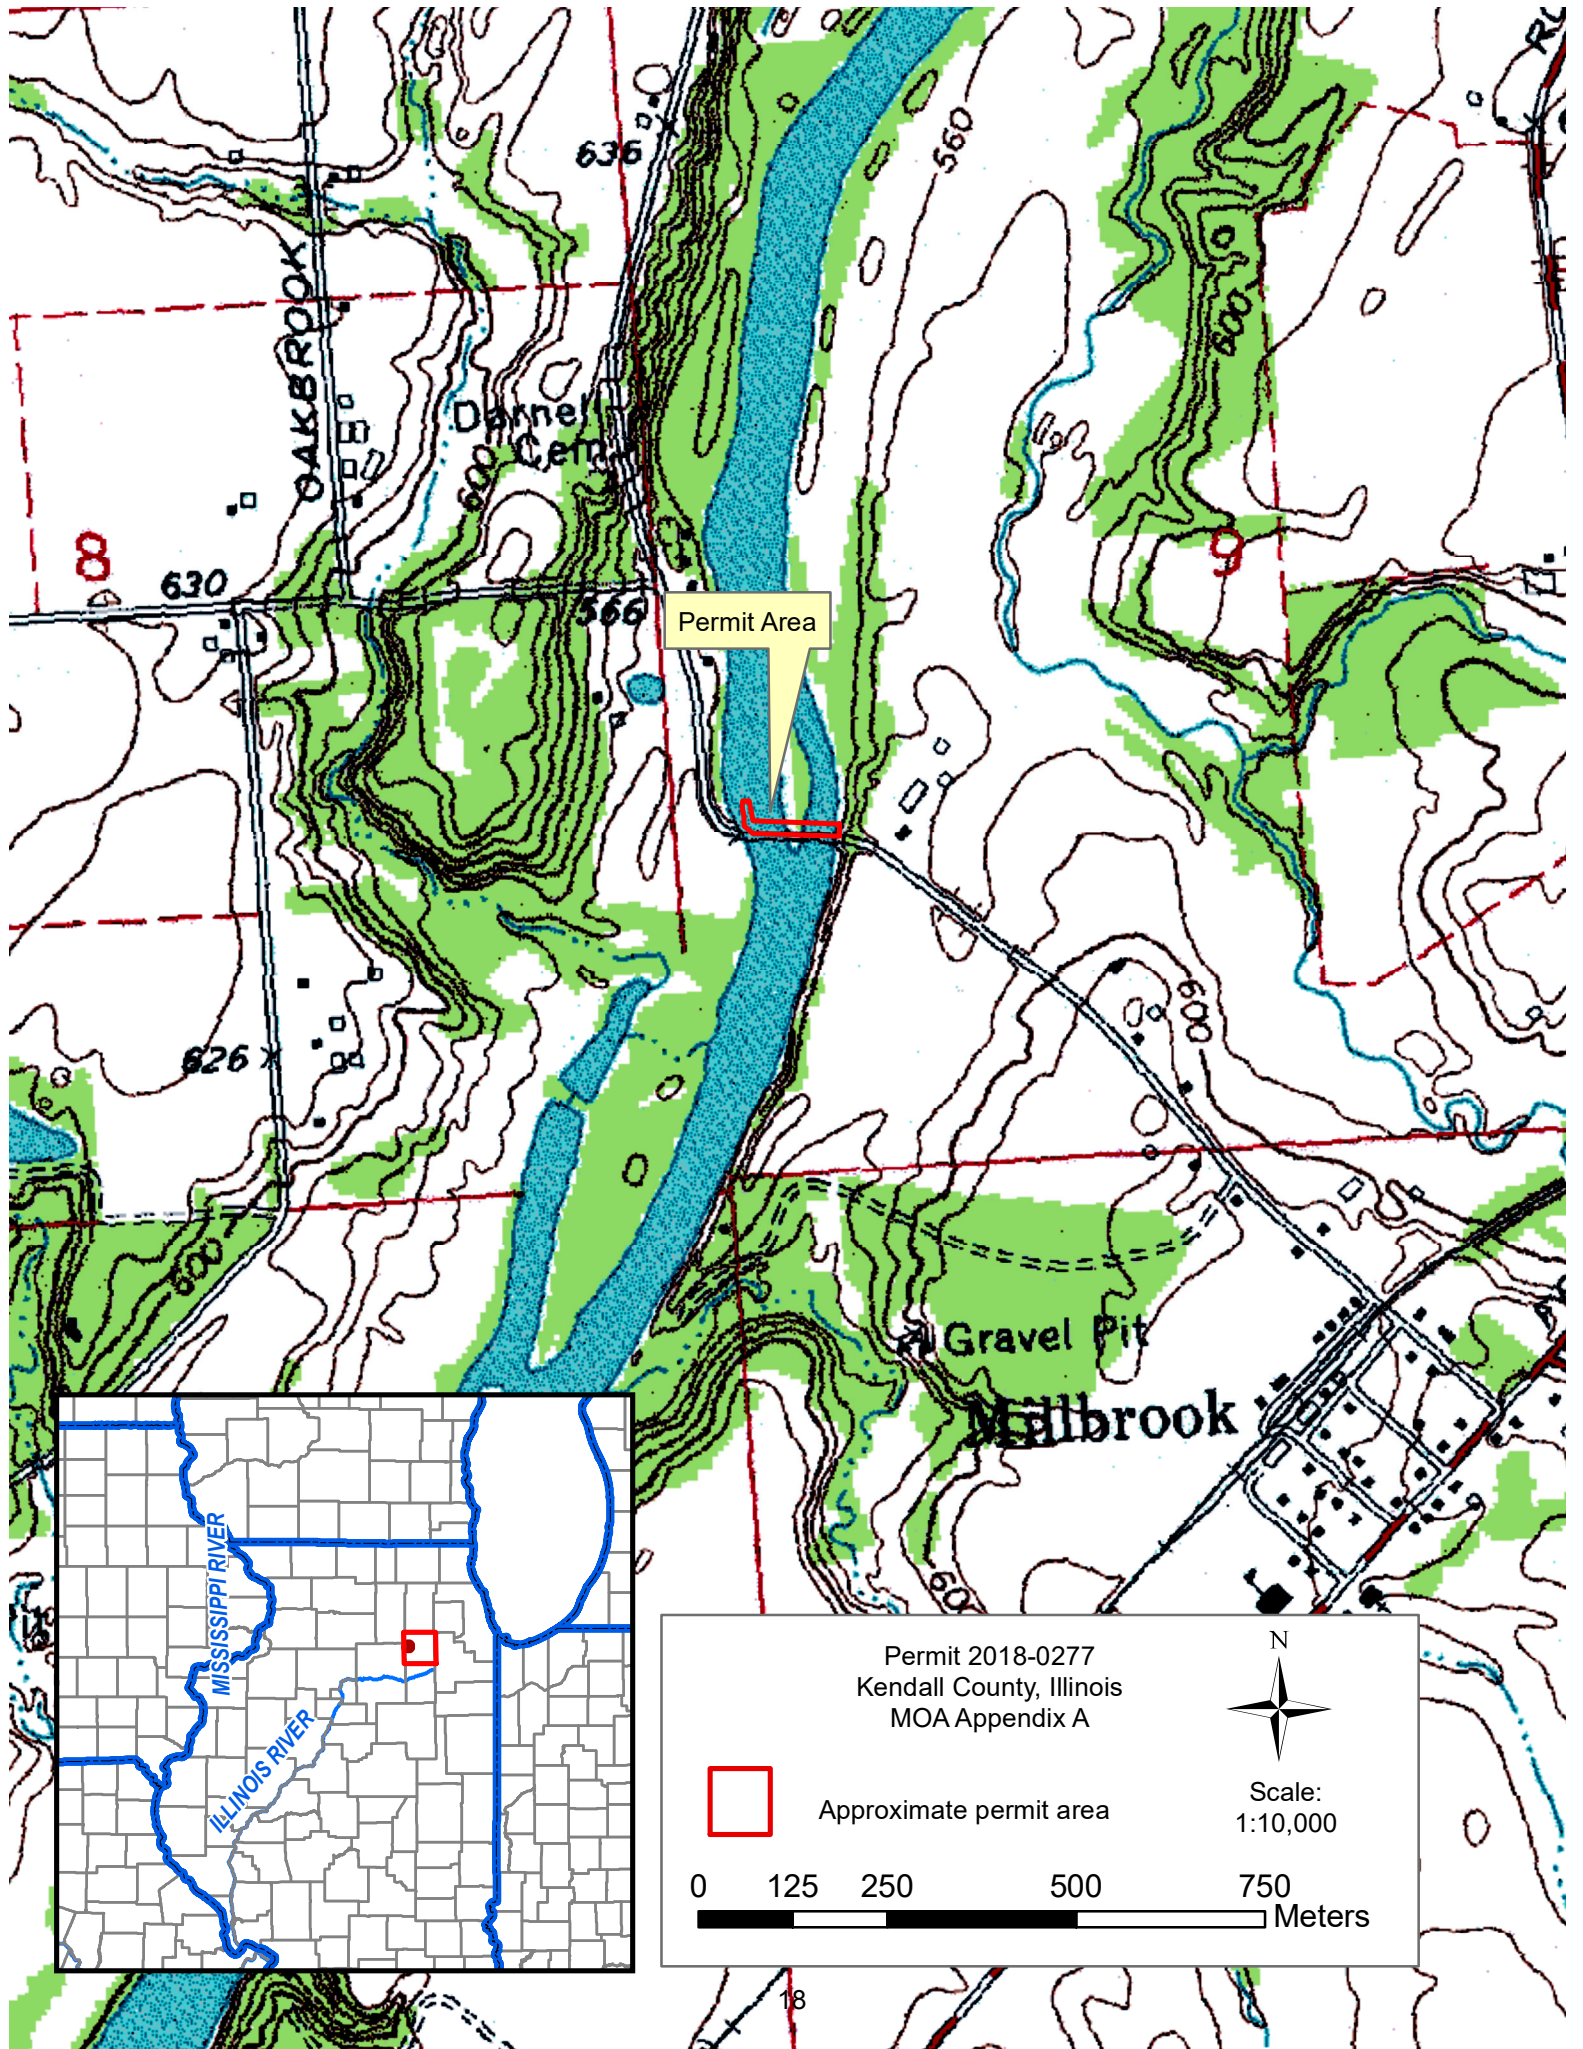 636
560
OAKBROOK
600
Darnell
Cem
600
8
9
630
566
Permit Area
600
626
600
Gravel Pit
Millbrook
60
MISSISSIPPI RIVER
ILLINOIS RIVER
Permit 2018-0277
Kendall County, Illinois
MOA Appendix A
N
Approximate permit area
Scale:
1:10,000
0 125 250 500 750
Meters
18